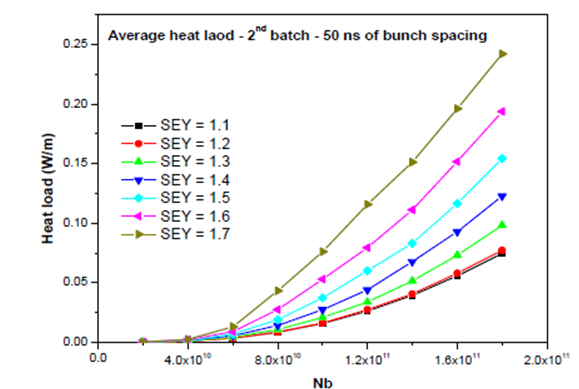 Average heat laod - 2nd batch - 50 ns of bunch spacing
0.25
0.20
0.15
0.10
0.05
0.00
Heat load (W/m)
SEY = 1.1
SEY = 1.2
SEY = 1.3
SEY = 1.4
SEY = 1.5
SEY = 1.6
SEY = 1.7
0.0 4.0x10^10 8.0x10^10 1.2x10^11 1.6x10^11 2.0x10^11
Nb